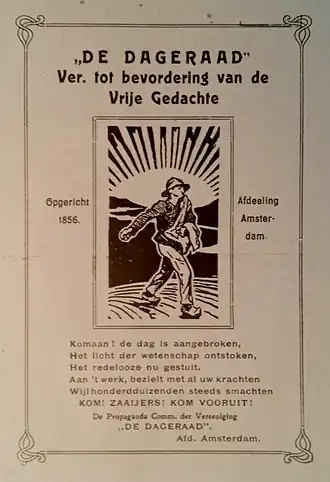 „DE DAGERAAD”
Ver. tot bevordering van de
Vrije Gedachte
Opgericht
1856.
Afdeeling
Amster-
dam.
Komaan! de dag is aangebroken,
Het licht der wetenschap ontstoken,
Het redelooze nu gestuit.
Aan 't werk, bezielt met al uw krachten
Wijl honderdduizenden steeds smachten
KOM! ZAAIJERS! KOM VOORUIT!
De Propaganda Comm. der Vereeniging
„DE DAGERAAD”.
Afd. Amsterdam.